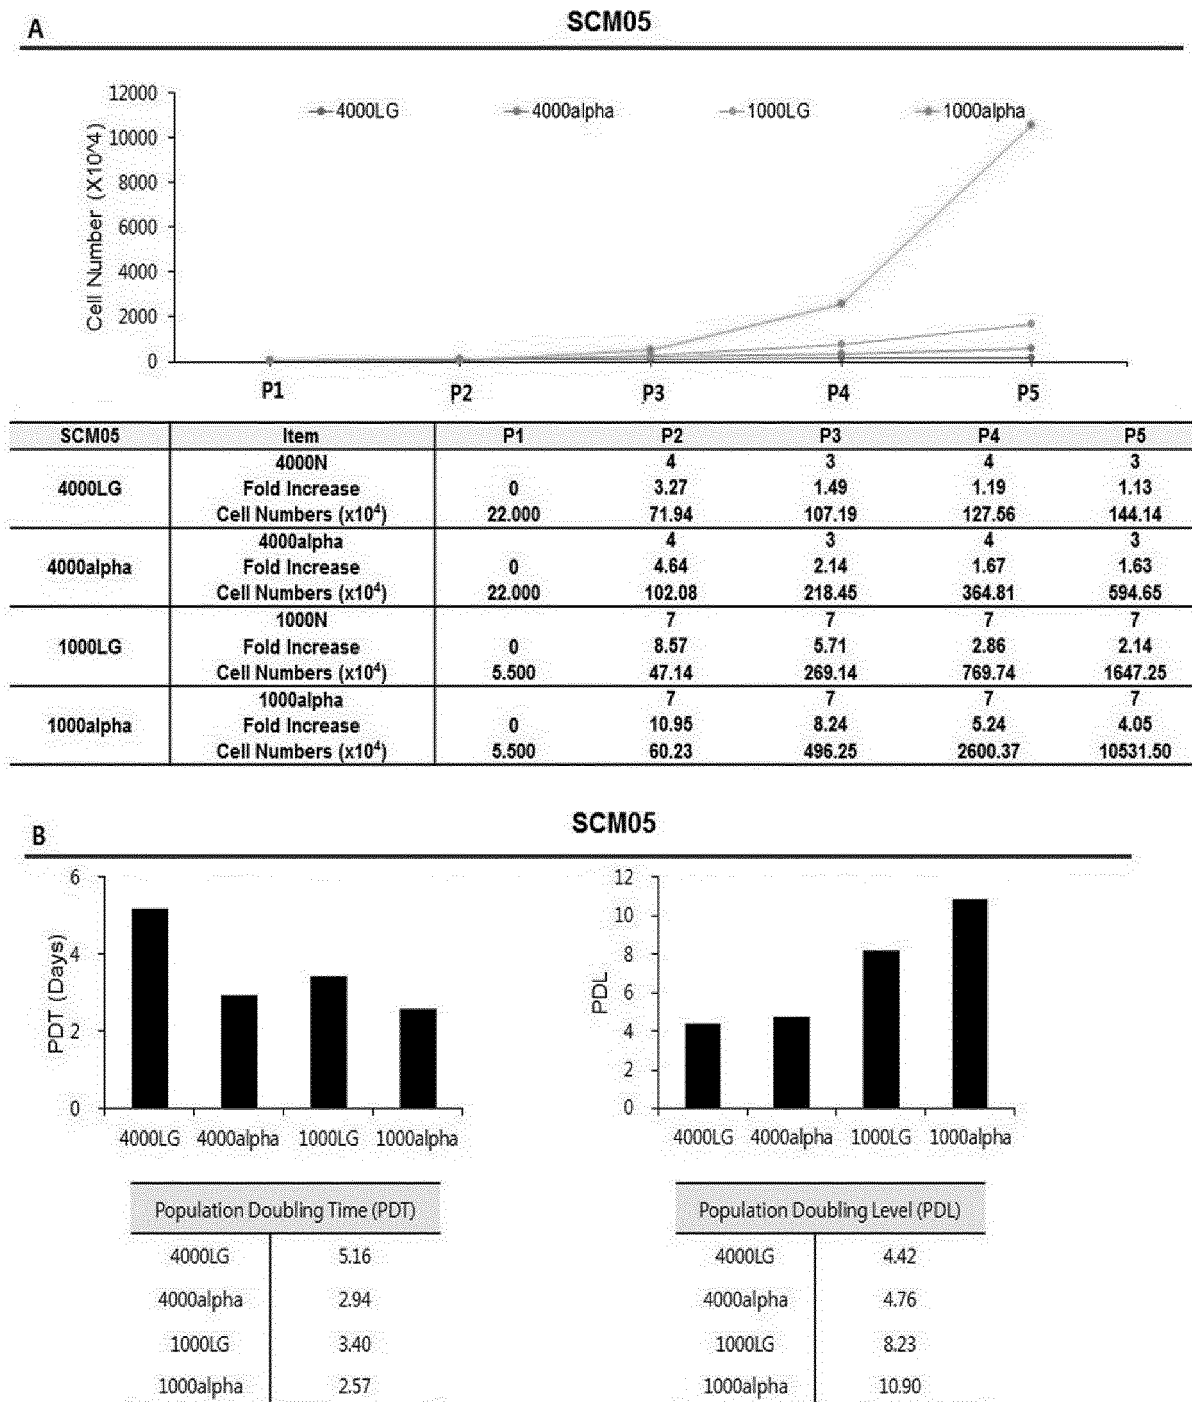 A
SCM05
12000
10000
8000
6000
4000
2000
0
Cell Number (X10^4)
4000LG 4000alpha 1000LG 1000alpha
P1 P2 P3 P4 P5
SCM05 Item P1 P2 P3 P4 P5
4000N 4 3 4 3
4000LG Fold Increase 0 3.27 1.49 1.19 1.13
Cell Numbers (x10⁴) 22.000 71.94 107.19 127.56 144.14
4000alpha 4 3 4 3
4000alpha Fold Increase 0 4.64 2.14 1.67 1.63
Cell Numbers (x10⁴) 22.000 102.08 218.45 364.81 594.65
1000N 7 7 7 7
1000LG Fold Increase 0 8.57 5.71 2.86 2.14
Cell Numbers (x10⁴) 5.500 47.14 269.14 769.74 1647.25
1000alpha 7 7 7 7
1000alpha Fold Increase 0 10.95 8.24 5.24 4.05
Cell Numbers (x10⁴) 5.500 60.23 496.25 2600.37 10531.50
B
SCM05
6
4
2
0
PDT (Days)
4000LG 4000alpha 1000LG 1000alpha
12
10
8
6
4
2
0
PDL
4000LG 4000alpha 1000LG 1000alpha
Population Doubling Time (PDT)
4000LG 5.16
4000alpha 2.94
1000LG 3.40
1000alpha 2.57
Population Doubling Level (PDL)
4000LG 4.42
4000alpha 4.76
1000LG 8.23
1000alpha 10.90